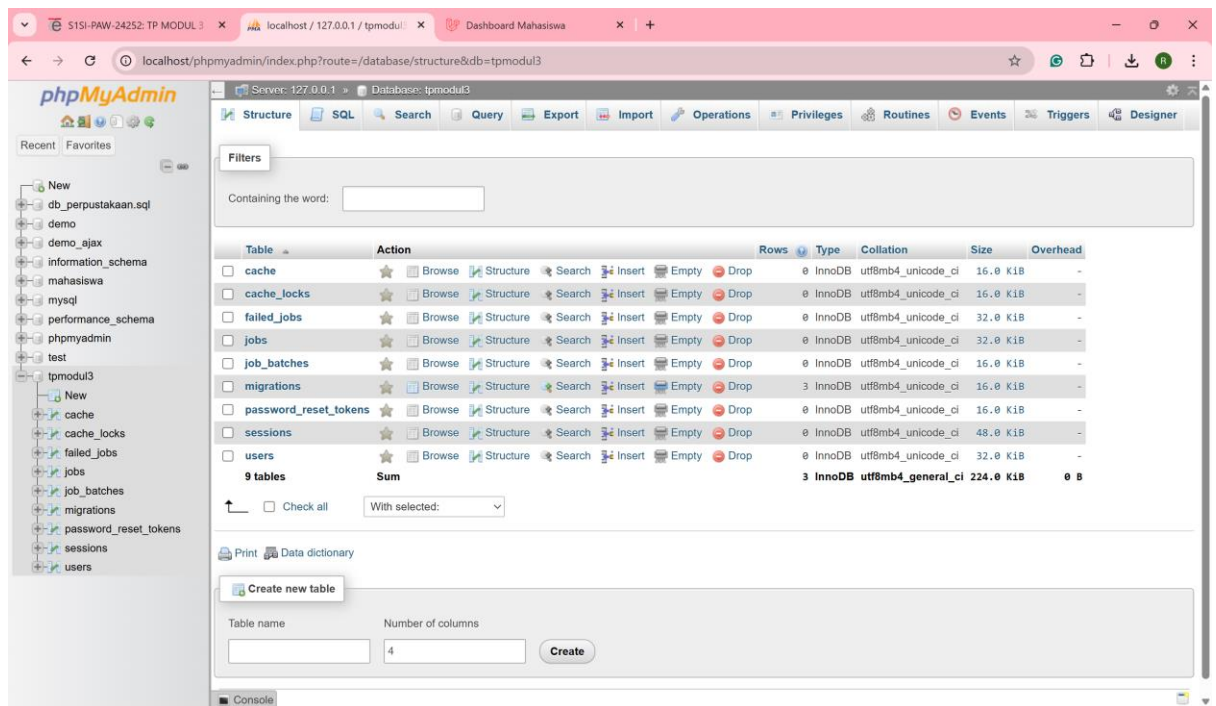 S1SI-PAW-24252: TP MODUL 3
localhost / 127.0.0.1 / tpmodul3
Dashboard Mahasiswa
localhost/phpmyadmin/index.php?route=/database/structure&db=tpmodul3
R
phpMyAdmin
Recent Favorites
New
db_perpustakaan.sql
demo
demo_ajax
information_schema
mahasiswa
mysql
performance_schema
phpmyadmin
test
tpmodul3
New
cache
cache_locks
failed_jobs
jobs
job_batches
migrations
password_reset_tokens
sessions
users
Server: 127.0.0.1 » Database: tpmodul3
Structure SQL Search Query Export Import Operations Privileges Routines Events Triggers Designer
Filters
Containing the word:
Table Action Rows Type Collation Size Overhead
cache Browse Structure Search Insert Empty Drop 0 InnoDB utf8mb4_unicode_ci 16.0 KiB -
cache_locks Browse Structure Search Insert Empty Drop 0 InnoDB utf8mb4_unicode_ci 16.0 KiB -
failed_jobs Browse Structure Search Insert Empty Drop 0 InnoDB utf8mb4_unicode_ci 32.0 KiB -
jobs Browse Structure Search Insert Empty Drop 0 InnoDB utf8mb4_unicode_ci 32.0 KiB -
job_batches Browse Structure Search Insert Empty Drop 0 InnoDB utf8mb4_unicode_ci 16.0 KiB -
migrations Browse Structure Search Insert Empty Drop 3 InnoDB utf8mb4_unicode_ci 16.0 KiB -
password_reset_tokens Browse Structure Search Insert Empty Drop 0 InnoDB utf8mb4_unicode_ci 16.0 KiB -
sessions Browse Structure Search Insert Empty Drop 0 InnoDB utf8mb4_unicode_ci 48.0 KiB -
users Browse Structure Search Insert Empty Drop 0 InnoDB utf8mb4_unicode_ci 32.0 KiB -
9 tables Sum 3 InnoDB utf8mb4_general_ci 224.0 KiB 0 B
Check all With selected:
Print Data dictionary
Create new table
Table name Number of columns
4 Create
Console